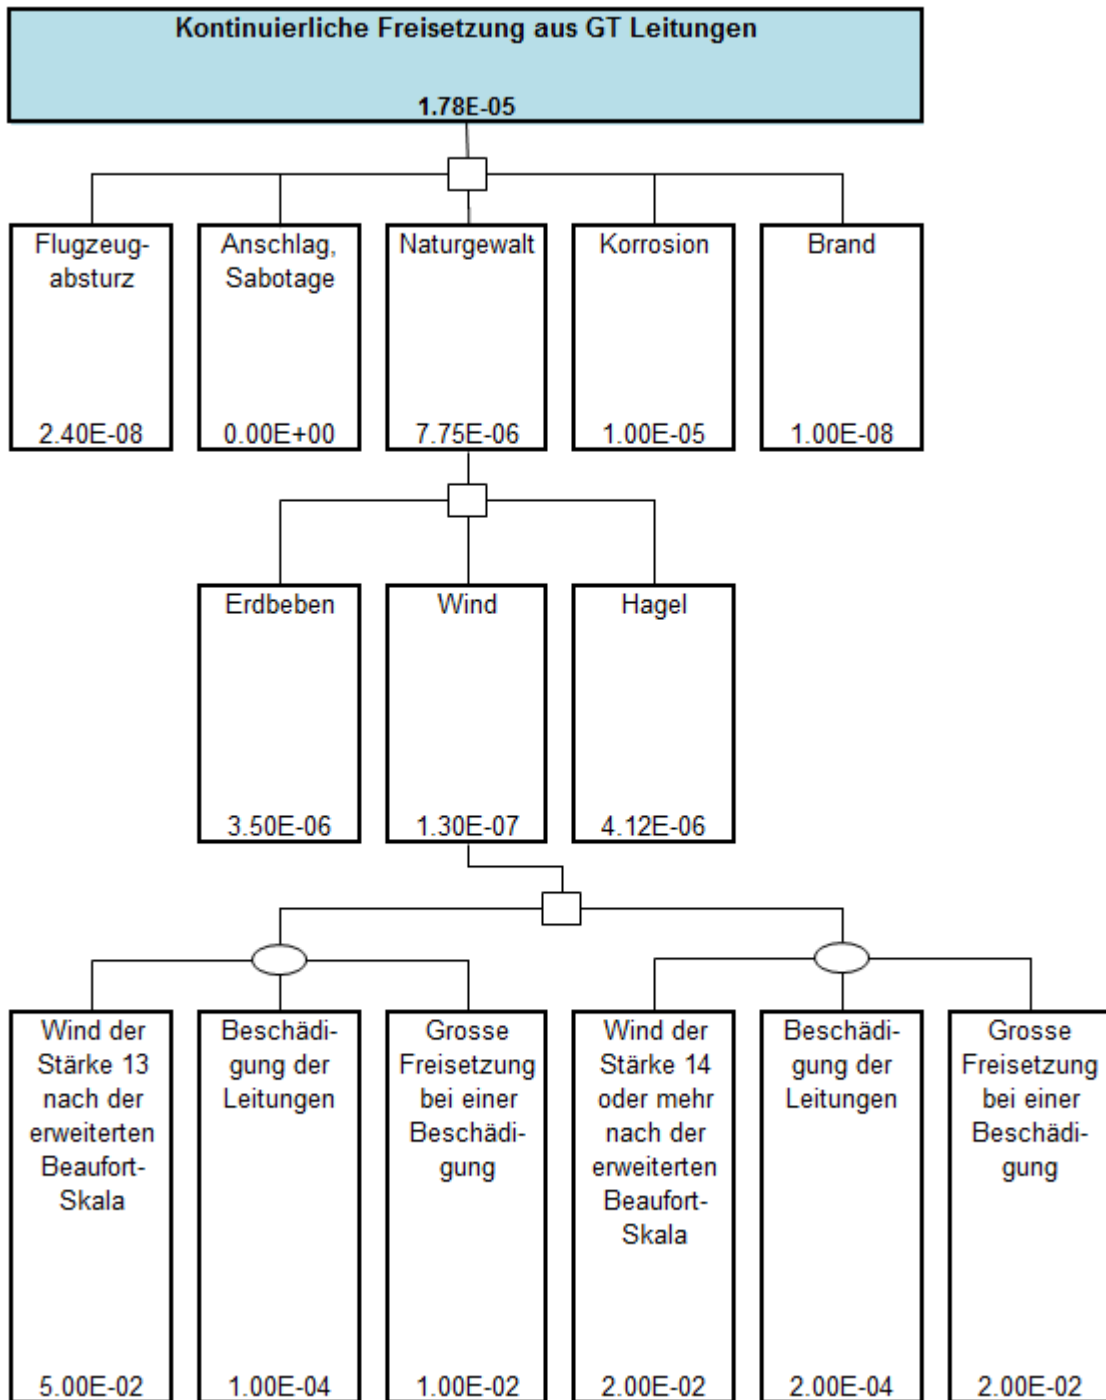 Kontinuierliche Freisetzung aus GT Leitungen
1.78E-05
Flugzeug-
absturz
2.40E-08
Anschlag,
Sabotage
0.00E+00
Naturgewalt
7.75E-06
Korrosion
1.00E-05
Brand
1.00E-08
Erdbeben
3.50E-06
Wind
1.30E-07
Hagel
4.12E-06
Wind der
Stärke 13
nach der
erweiterten
Beaufort-
Skala
5.00E-02
Beschädi-
gung der
Leitungen
1.00E-04
Grosse
Freisetzung
bei einer
Beschädi-
gung
1.00E-02
Wind der
Stärke 14
oder mehr
nach der
erweiterten
Beaufort-
Skala
2.00E-02
Beschädi-
gung der
Leitungen
2.00E-04
Grosse
Freisetzung
bei einer
Beschädi-
gung
2.00E-02